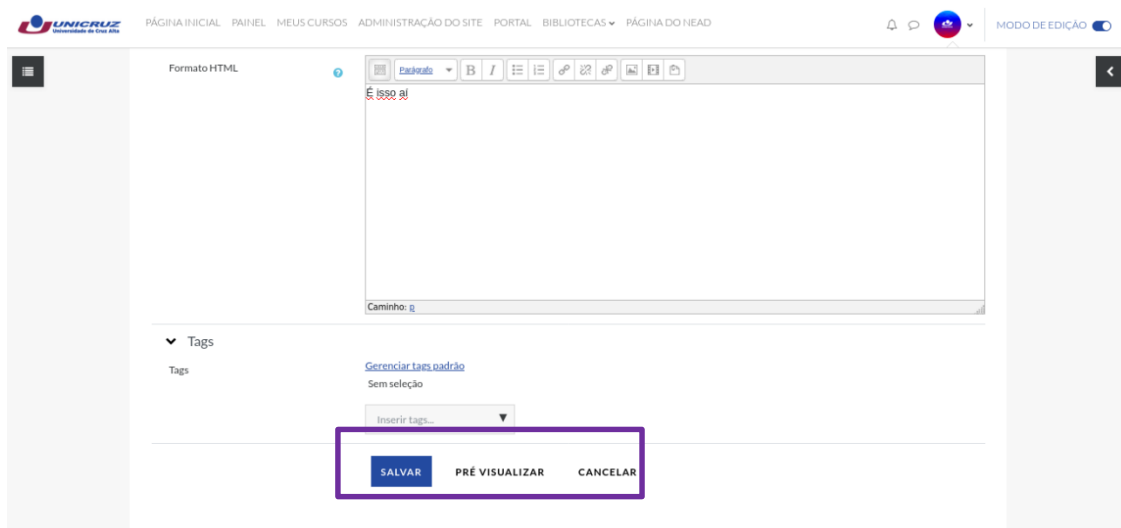 UNICRUZ
Universidade de Cruz Alta
PÁGINA INICIAL PAINEL MEUS CURSOS ADMINISTRAÇÃO DO SITE PORTAL BIBLIOTECAS PÁGINA DO NEAD
MODO DE EDIÇÃO
Formato HTML
Parágrafo B I
É isso aí
Caminho: p
Tags
Tags
Gerenciar tags padrão
Sem seleção
Inserir tags...
SALVAR PRÉ VISUALIZAR CANCELAR